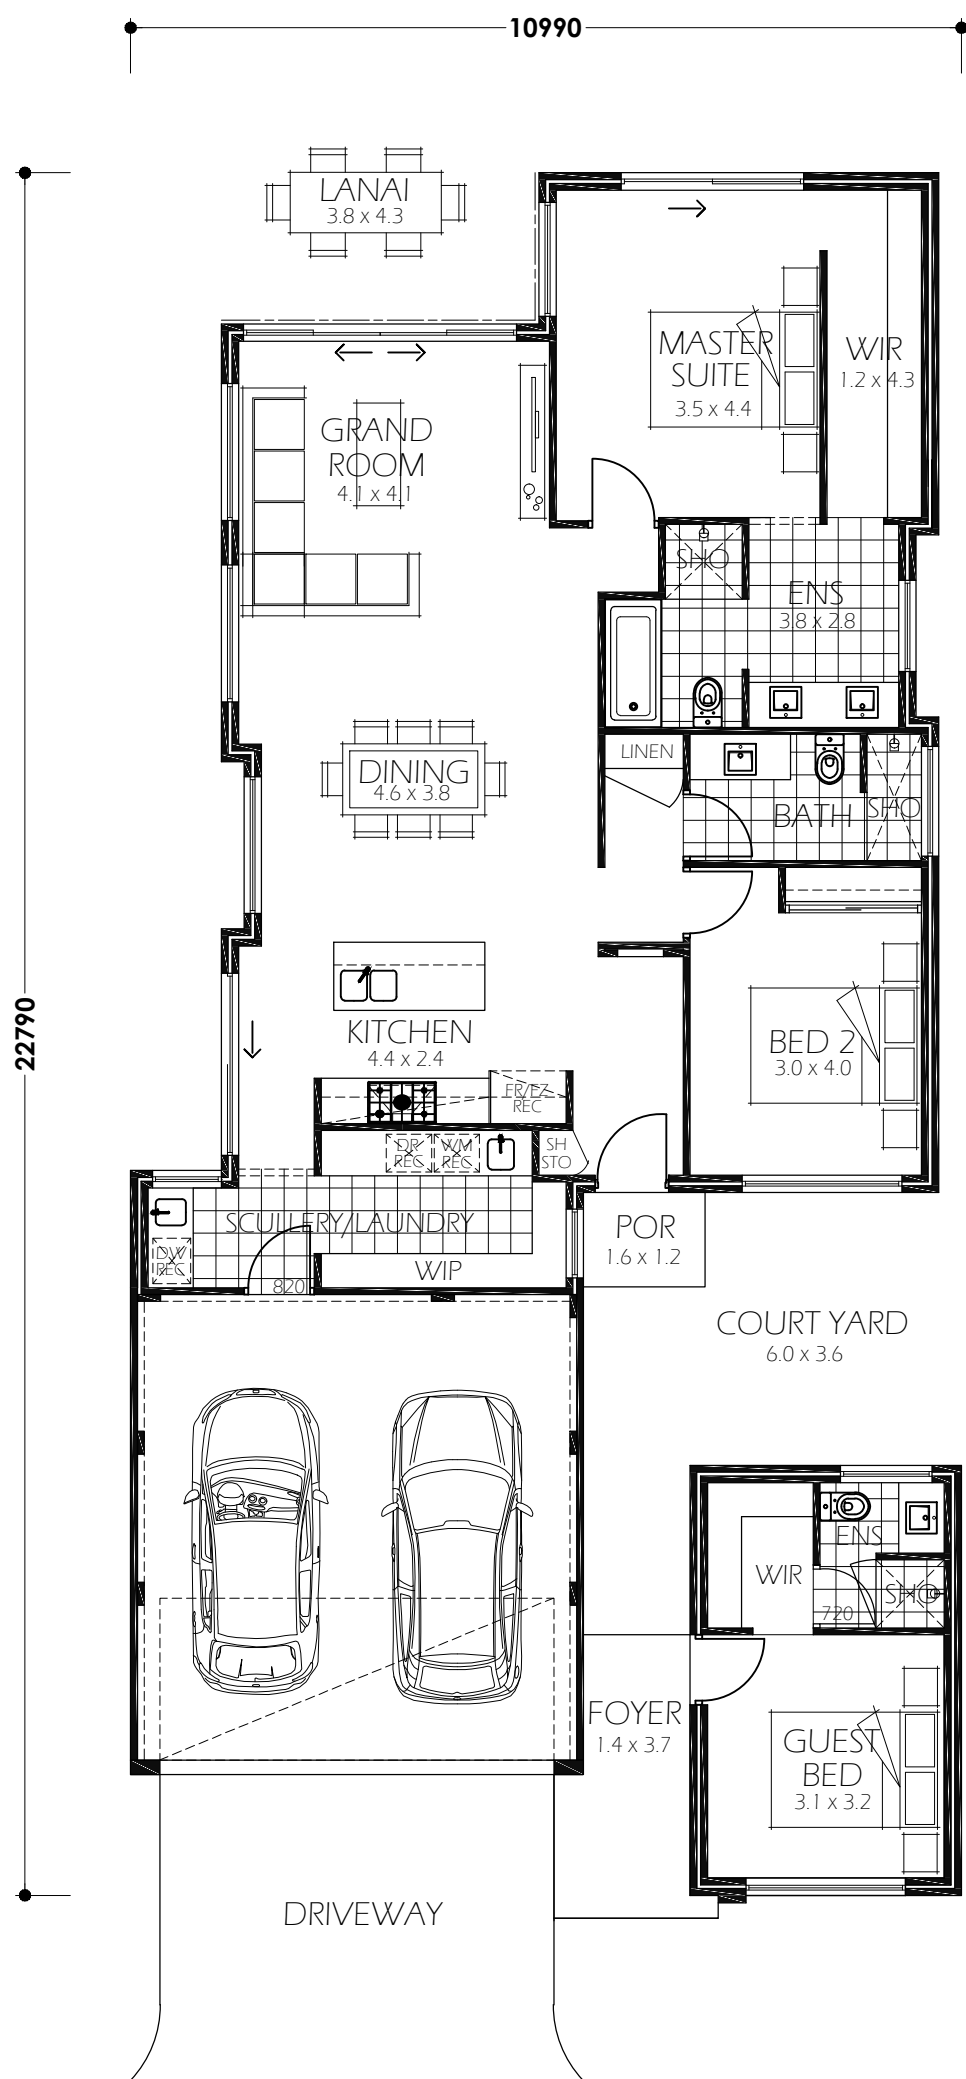 10990
22790
LANAI
3.8 x 4.3
MASTER
SUITE
3.5 x 4.4
WIR
1.2 x 4.3
GRAND
ROOM
4.1 x 4.1
SHO
ENS
3.8 x 2.8
LINEN
BATH
SHO
DINING
4.6 x 3.8
KITCHEN
4.4 x 2.4
FR/FZ
REC
BED 2
3.0 x 4.0
DR
REC
WM
REC
SH
STO
SCULLERY/LAUNDRY
DW
REC
WIP
820
POR
1.6 x 1.2
COURT YARD
6.0 x 3.6
ENS
WIR
SHO
720
FOYER
1.4 x 3.7
GUEST
BED
3.1 x 3.2
DRIVEWAY